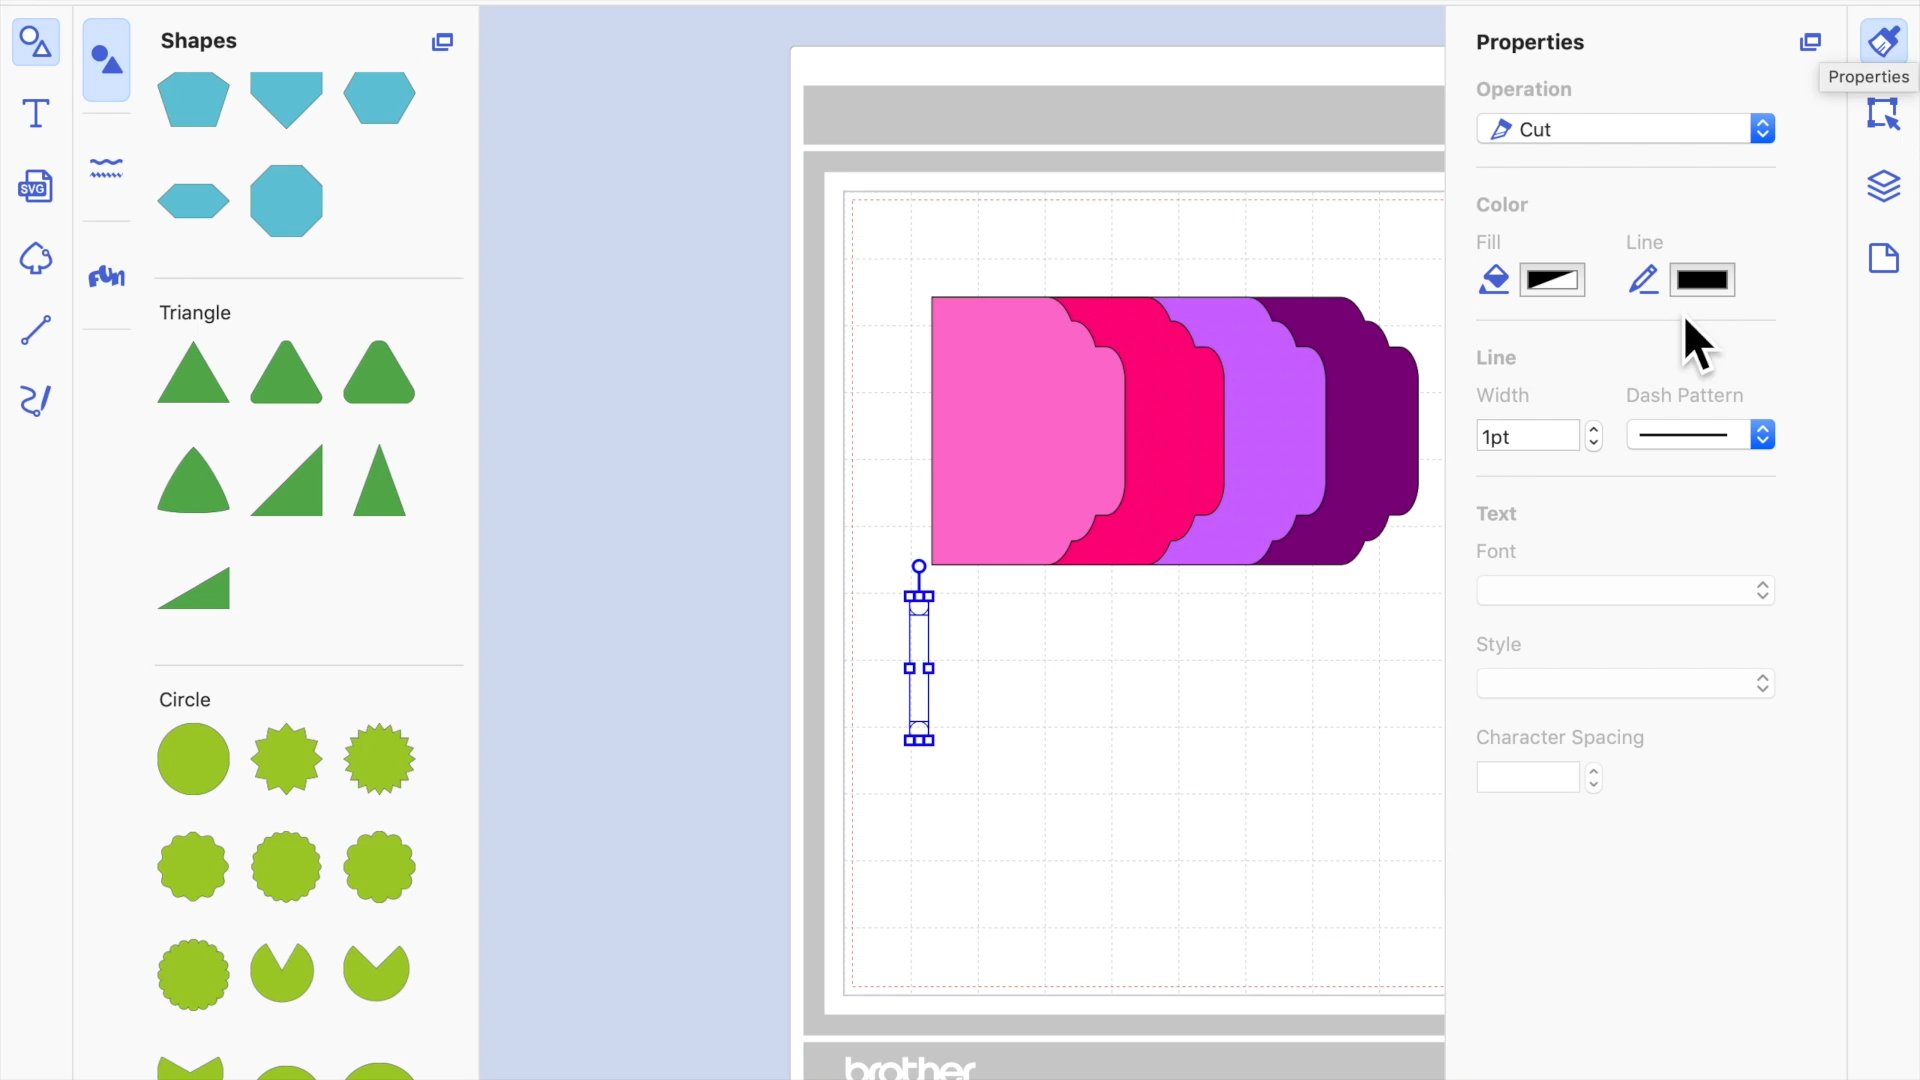 Shapes
Triangle
Circle
T
SVG
Fun
brother
Properties
Properties
Operation
Cut
Color
Fill
Line
Line
Width
Dash Pattern
1pt
Text
Font
Style
Character Spacing